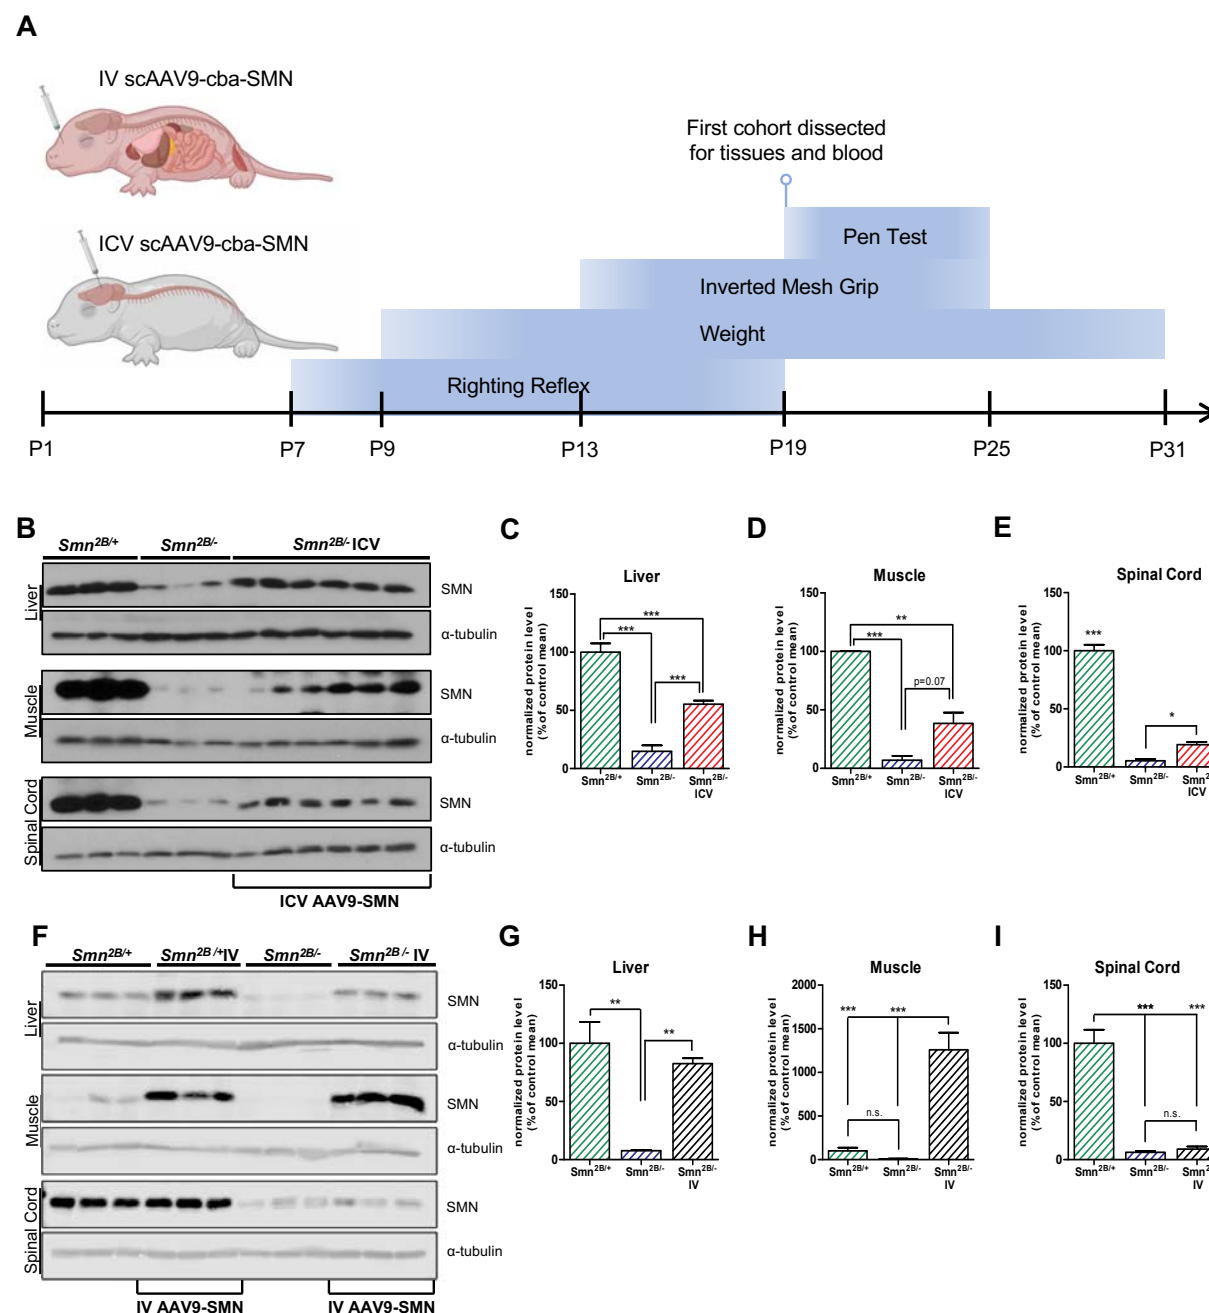 A
IV scAAV9-cba-SMN
ICV scAAV9-cba-SMN
First cohort dissected
for tissues and blood
Pen Test
Inverted Mesh Grip
Weight
Righting Reflex
P1 P7 P9 P13 P19 P25 P31
B
Smn2B/+ Smn2B/- Smn2B/- ICV
Liver
SMN
α-tubulin
Muscle
SMN
α-tubulin
Spinal Cord
SMN
α-tubulin
ICV AAV9-SMN
C
Liver
normalized protein level
(% of control mean)
150
100
50
0
***
***
***
Smn2B/+ Smn2B/- Smn2B/-
ICV
D
Muscle
normalized protein level
(% of control mean)
150
100
50
0
**
***
p=0.07
Smn2B/+ Smn2B/- Smn2B/-
ICV
E
Spinal Cord
normalized protein level
(% of control mean)
150
100
50
0
***
*
Smn2B/+ Smn2B/- Smn2
ICV
F
Smn2B/+ Smn2B/+IV Smn2B/- Smn2B/- IV
Liver
SMN
α-tubulin
Muscle
SMN
α-tubulin
Spinal Cord
SMN
α-tubulin
IV AAV9-SMN IV AAV9-SMN
G
Liver
normalized protein level
(% of control mean)
150
100
50
0
**
**
Smn2B/+ Smn2B/- Smn2B/-
IV
H
Muscle
normalized protein level
(% of control mean)
2000
1500
1000
500
0
*** ***
n.s.
Smn2B/+ Smn2B/- Smn2B/-
IV
I
Spinal Cord
normalized protein level
(% of control mean)
150
100
50
0
*** ***
n.s.
Smn2B/+ Smn2B/- Smn2
IV